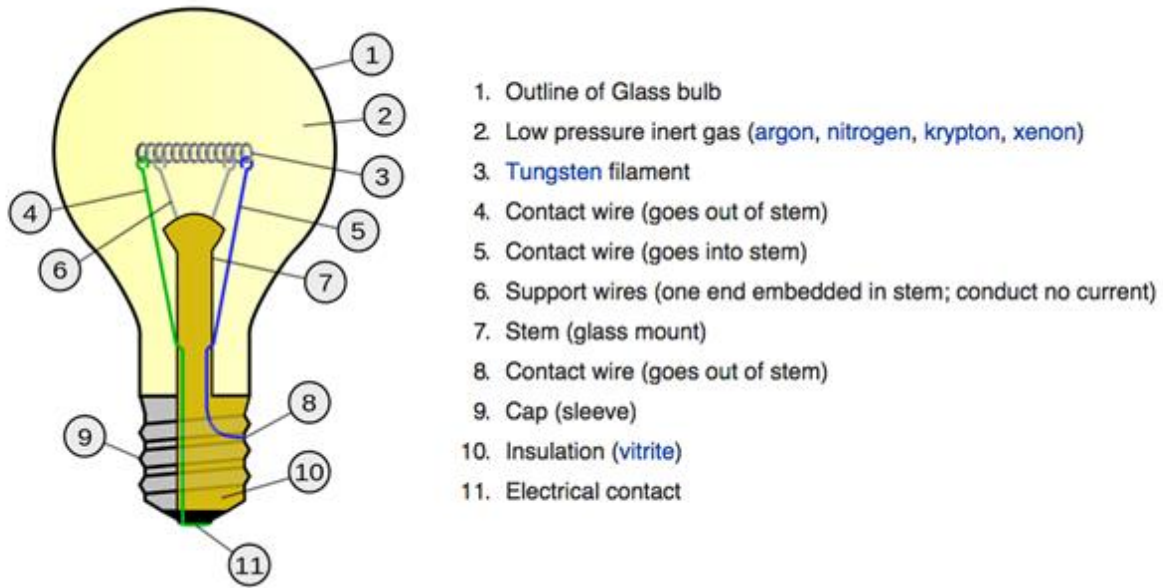 1
2
3
4
5
6
7
8
9
10
11
1. Outline of Glass bulb
2. Low pressure inert gas (argon, nitrogen, krypton, xenon)
3. Tungsten filament
4. Contact wire (goes out of stem)
5. Contact wire (goes into stem)
6. Support wires (one end embedded in stem; conduct no current)
7. Stem (glass mount)
8. Contact wire (goes out of stem)
9. Cap (sleeve)
10. Insulation (vitrite)
11. Electrical contact